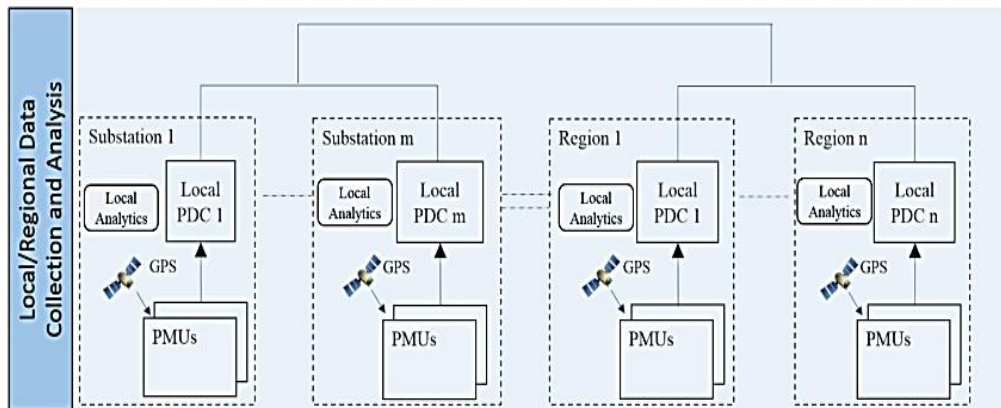 Local/Regional Data
Collection and Analysis
Substation 1
Local
Analytics
Local
PDC 1
GPS
PMUs
Substation m
Local
Analytics
Local
PDC m
GPS
PMUs
Region 1
Local
Analytics
Local
PDC 1
GPS
PMUs
Region n
Local
Analytics
Local
PDC n
GPS
PMUs